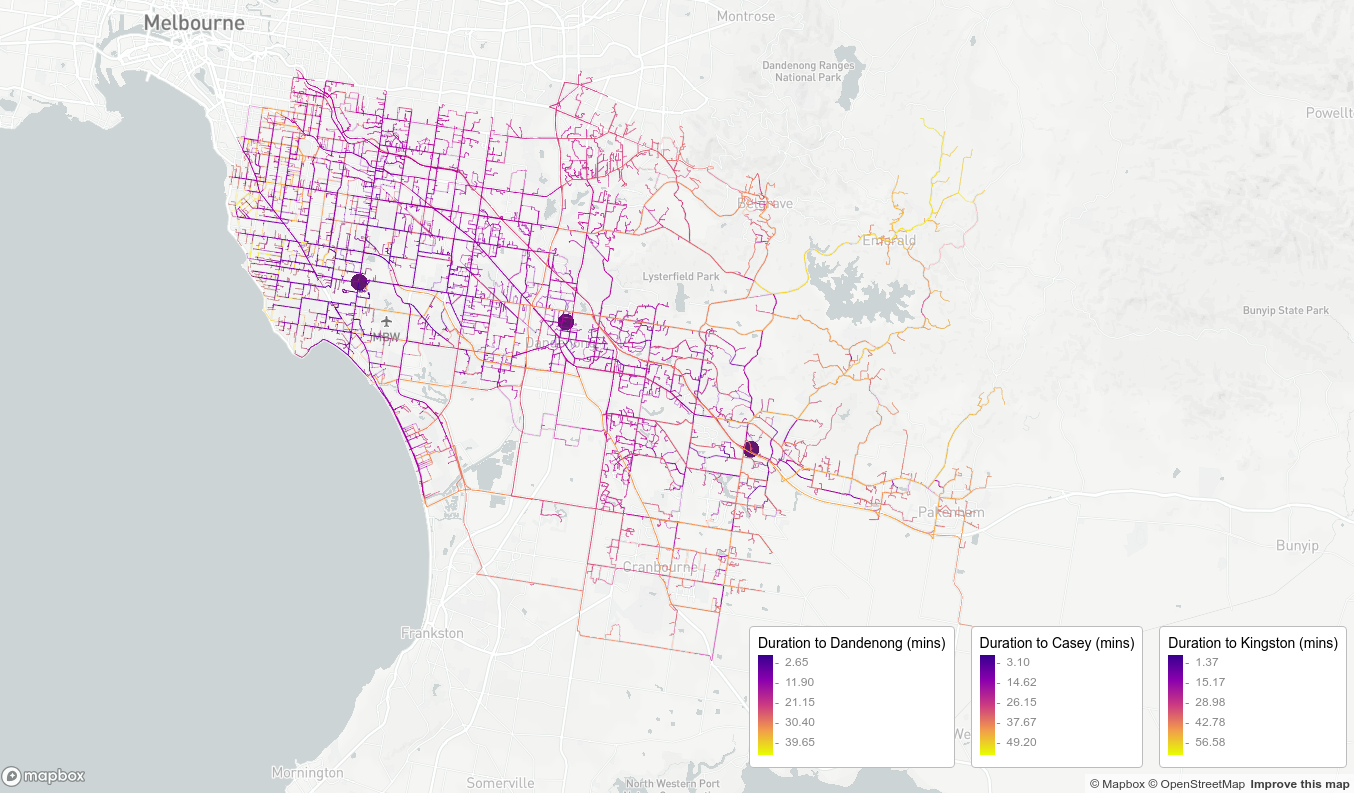 Melbourne
Montrose
Dandenong Ranges
National Park
Powellto
Belgrave
Emerald
Lysterfield Park
Bunyip State Park
MBW
Dandenong
Pakenham
Bunyip
Cranbourne
Frankston
Duration to Dandenong (mins)
2.65
11.90
21.15
30.40
39.65
Duration to Casey (mins)
3.10
14.62
26.15
37.67
49.20
Duration to Kingston (mins)
1.37
15.17
28.98
42.78
56.58
We
Mornington
Somerville
North Western Port
mapbox
© Mapbox © OpenStreetMap Improve this map